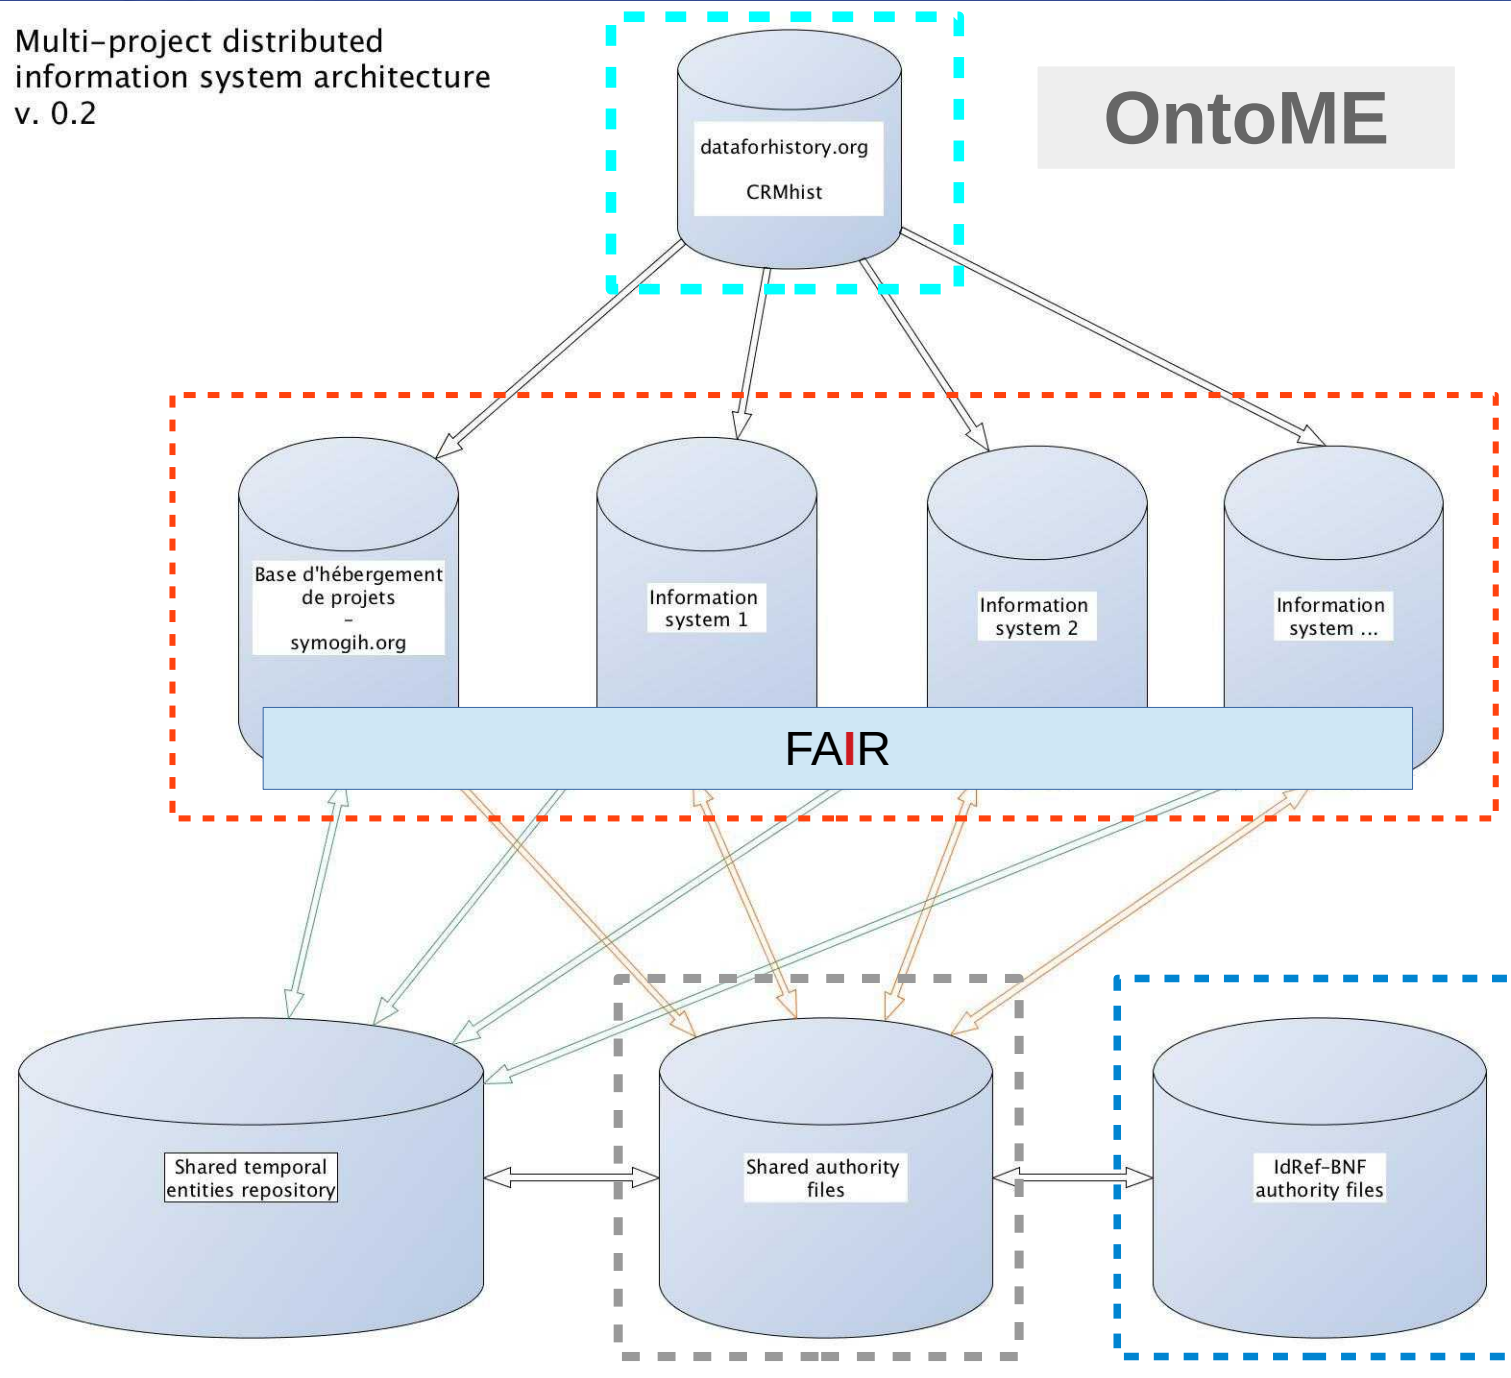 Multi-project distributed
information system architecture
v. 0.2
OntoME
dataforhistory.org
CRMhist
Base d'hébergement
de projets
-
symogih.org
Information
system 1
Information
system 2
Information
system ...
FAIR
Shared temporal
entities repository
Shared authority
files
IdRef-BNF
authority files